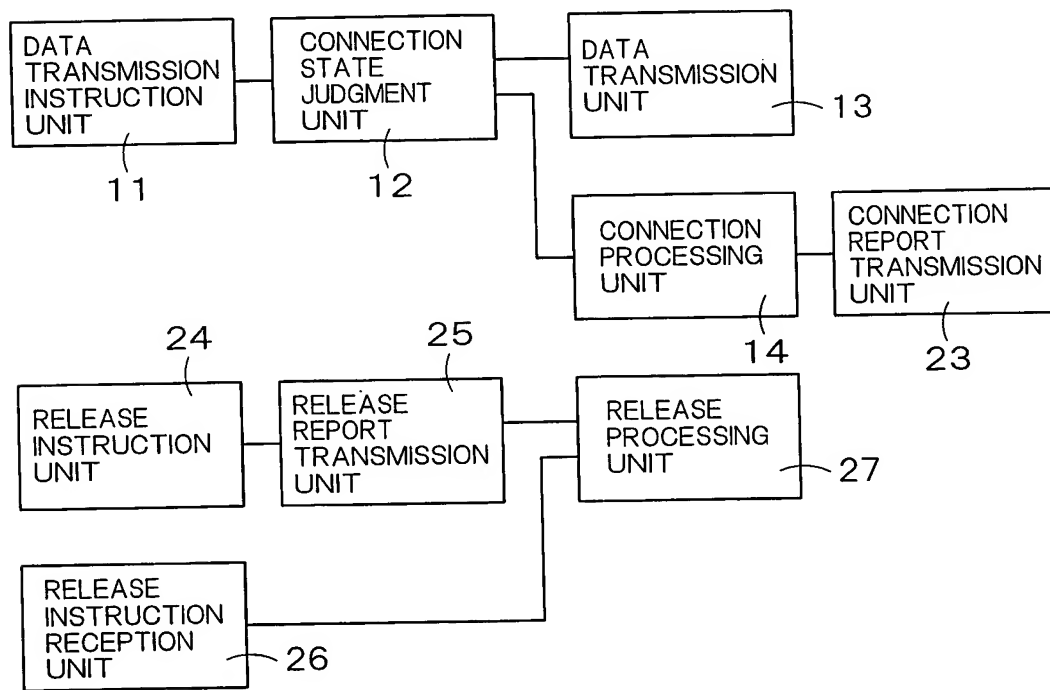 DATA
TRANSMISSION
INSTRUCTION
UNIT
11
CONNECTION
STATE
JUDGMENT
UNIT
12
DATA
TRANSMISSION
UNIT
13
CONNECTION
PROCESSING
UNIT
14
CONNECTION
REPORT
TRANSMISSION
UNIT
23
24
RELEASE
INSTRUCTION
UNIT
25
RELEASE
REPORT
TRANSMISSION
UNIT
RELEASE
PROCESSING
UNIT
27
RELEASE
INSTRUCTION
RECEPTION
UNIT
26